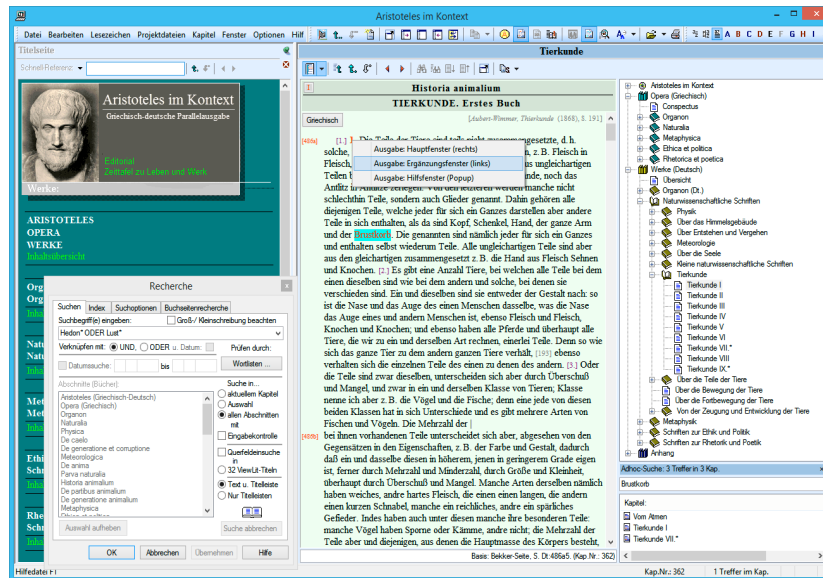 Aristoteles im Kontext
Datei Bearbeiten Lesezeichen Projektdateien Kapitel Fenster Optionen Hilf
A B C D E F G H I
Titelseite
Tierkunde
Schnell-Referenz:
Aristoteles im Kontext
Griechisch-deutsche Parallelausgabe
Editorial
Zeittafel zu Leben und Werk
Werke:
ARISTOTELES
OPERA
WERKE
Inhaltsübersicht
Historia animalium
TIERKUNDE. Erstes Buch
Griechisch
[Aubert-Wimmer, Thierkunde (1868), S. 191]
Ausgabe: Hauptfenster (rechts)
Ausgabe: Ergänzungsfenster (links)
Ausgabe: Hilfsfenster (Popup)
[486a] [1.] 1. Die Teile der Tiere sind teils nicht zusammengesetzte, d. h.
solche, n, z. B. Fleisch in
Fleisch, us ungleichartigen
Teilen nde, noch das
Antlitz in Antlitze zerlegen. Von den letzteren werden manche nicht
schlechthin Teile, sondern auch Glieder genannt. Dahin gehören alle
diejenigen Teile, welche jeder für sich ein Ganzes darstellen aber andere
Teile in sich enthalten, als da sind Kopf, Schenkel, Hand, der ganze Arm
und der Brustkorb. Die genannten sind nämlich jeder für sich ein Ganzes
und enthalten selbst wiederum Teile. Alle ungleichartigen Teile sind aber
aus den gleichartigen zusammengesetzt z. B. die Hand aus Fleisch Sehnen
und Knochen. [2.] Es gibt eine Anzahl Tiere, bei welchen alle Teile bei dem
einen dieselben sind wie bei dem andern und solche, bei denen sie
verschieden sind. Ein und dieselben sind sie entweder der Gestalt nach: so
ist die Nase und das Auge des einen Menschen dasselbe, was die Nase
das Auge eines und andern Menschen ist, ebenso Fleisch und Fleisch,
Knochen und Knochen; und ebenso haben alle Pferde und überhaupt alle
Tiere, die wir zu ein und derselben Art rechnen, einerlei Teile. Denn so wie
sich das ganze Tier zu dem andern ganzen Tiere verhält, [193] ebenso
verhalten sich die einzelnen Teile des einen zu denen des andern. [3.] Oder
die Teile sind zwar dieselben, unterscheiden sich aber durch Überschuß
und Mangel, und zwar in ein und derselben Klasse von Tieren; Klasse
nenne ich aber z. B. die Vögel und die Fische; denn eine jede von diesen
beiden Klassen hat in sich Unterschiede und es gibt mehrere Arten von
Fischen und Vögeln. Die Mehrzahl der |
[486b] bei ihnen vorhandenen Teile unterscheidet sich aber, abgesehen von den
Gegensätzen in den Eigenschaften, z. B. der Farbe und Gestalt, dadurch
daß ein und dasselbe diesen in höherem, jenen in geringerem Grade eigen
ist, ferner durch Mehrzahl und Minderzahl, durch Größe und Kleinheit,
überhaupt durch Überschuß und Mangel. Manche Arten derselben nämlich
haben weiches, andre hartes Fleisch, die einen einen langen, die andern
einen kurzen Schnabel, manche ein reichliches, andre ein spärliches
Gefieder. Indes haben auch unter diesen manche ihre besonderen Teile:
manche Vögel haben Sporne oder Kämme, andre nicht; die Mehrzahl der
Teile aber und diejenigen, aus denen die Hauptmasse des Körpers besteht,
Basis: Bekker-Seite, S. Dt:486a5. (Kap.Nr.: 362)
Aristoteles im Kontext
Opera (Griechisch)
Conspectus
Organon
Naturalia
Metaphysica
Ethica et politica
Rhetorica et poetica
Werke (Deutsch)
Übersicht
Organon (Dt.)
Naturwissenschaftliche Schriften
Physik
Über das Himmelsgebäude
Über Entstehen und Vergehen
Meteorologie
Über die Seele
Kleine naturwissenschaftliche Schriften
Tierkunde
Tierkunde I
Tierkunde II
Tierkunde III
Tierkunde IV
Tierkunde V
Tierkunde VI
Tierkunde VII.*
Tierkunde VIII
Tierkunde IX.*
Über die Teile der Tiere
Über die Bewegung der Tiere
Über die Fortbewegung der Tiere
Von der Zeugung und Entwicklung der Tiere
Metaphysik
Schriften zur Ethik und Politik
Schriften zur Rhetorik und Poetik
Anhang
Adhoc-Suche: 3 Treffer in 3 Kap.
Brustkorb
Kapitel:
Vom Atmen
Tierkunde I
Tierkunde VII.*
Recherche
Suchen Index Suchoptionen Buchseitenrecherche
Suchbegriff(e) eingeben: Groß-/ Kleinschreibung beachten
Hedon* ODER Lust*
Verknüpfen mit: UND, ODER u. Datum: Prüfen durch:
Datumssuche: bis Wortlisten ...
Abschnitte (Bücher):
Aristoteles (Griechisch-Deutsch)
Opera (Griechisch)
Organon
Naturalia
Physica
De caelo
De generatione et corruptione
Meteorologica
De anima
Parva naturalia
Historia animalium
De partibus animalium
De generatione animalium
Metaphysica
Suche in...
aktuellem Kapitel
Auswahl
allen Abschnitten
mit
Eingabekontrolle
Querfeldeinsuche
in
32 ViewLit-Titeln
Text u. Titelleiste
Nur Titelleisten
Auswahl aufheben Suche abbrechen
OK Abbrechen Übernehmen Hilfe
Kap.Nr.: 362 1 Treffer im Kap.